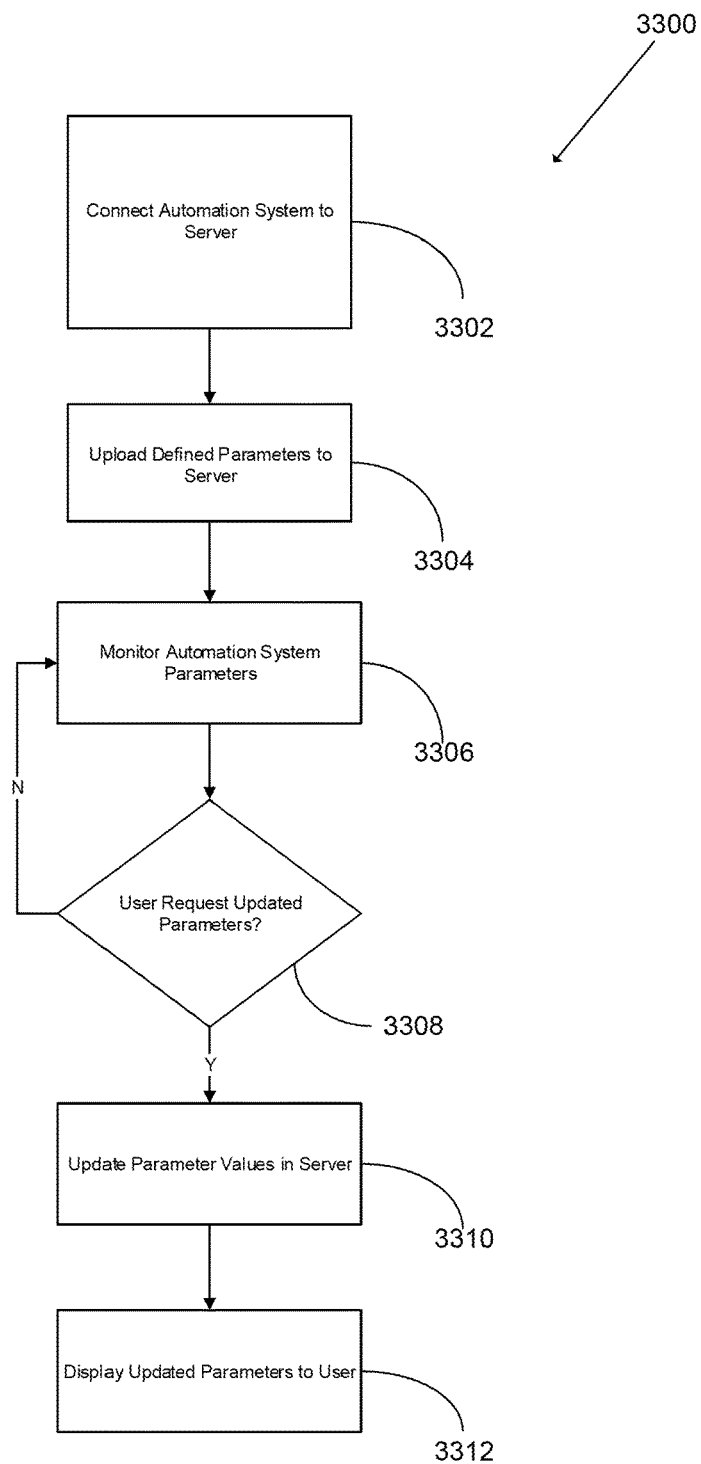 3300
Connect Automation System to
Server
3302
Upload Defined Parameters to
Server
3304
Monitor Automation System
Parameters
3306
N
User Request Updated
Parameters?
3308
Y
Update Parameter Values in Server
3310
Display Updated Parameters to User
3312